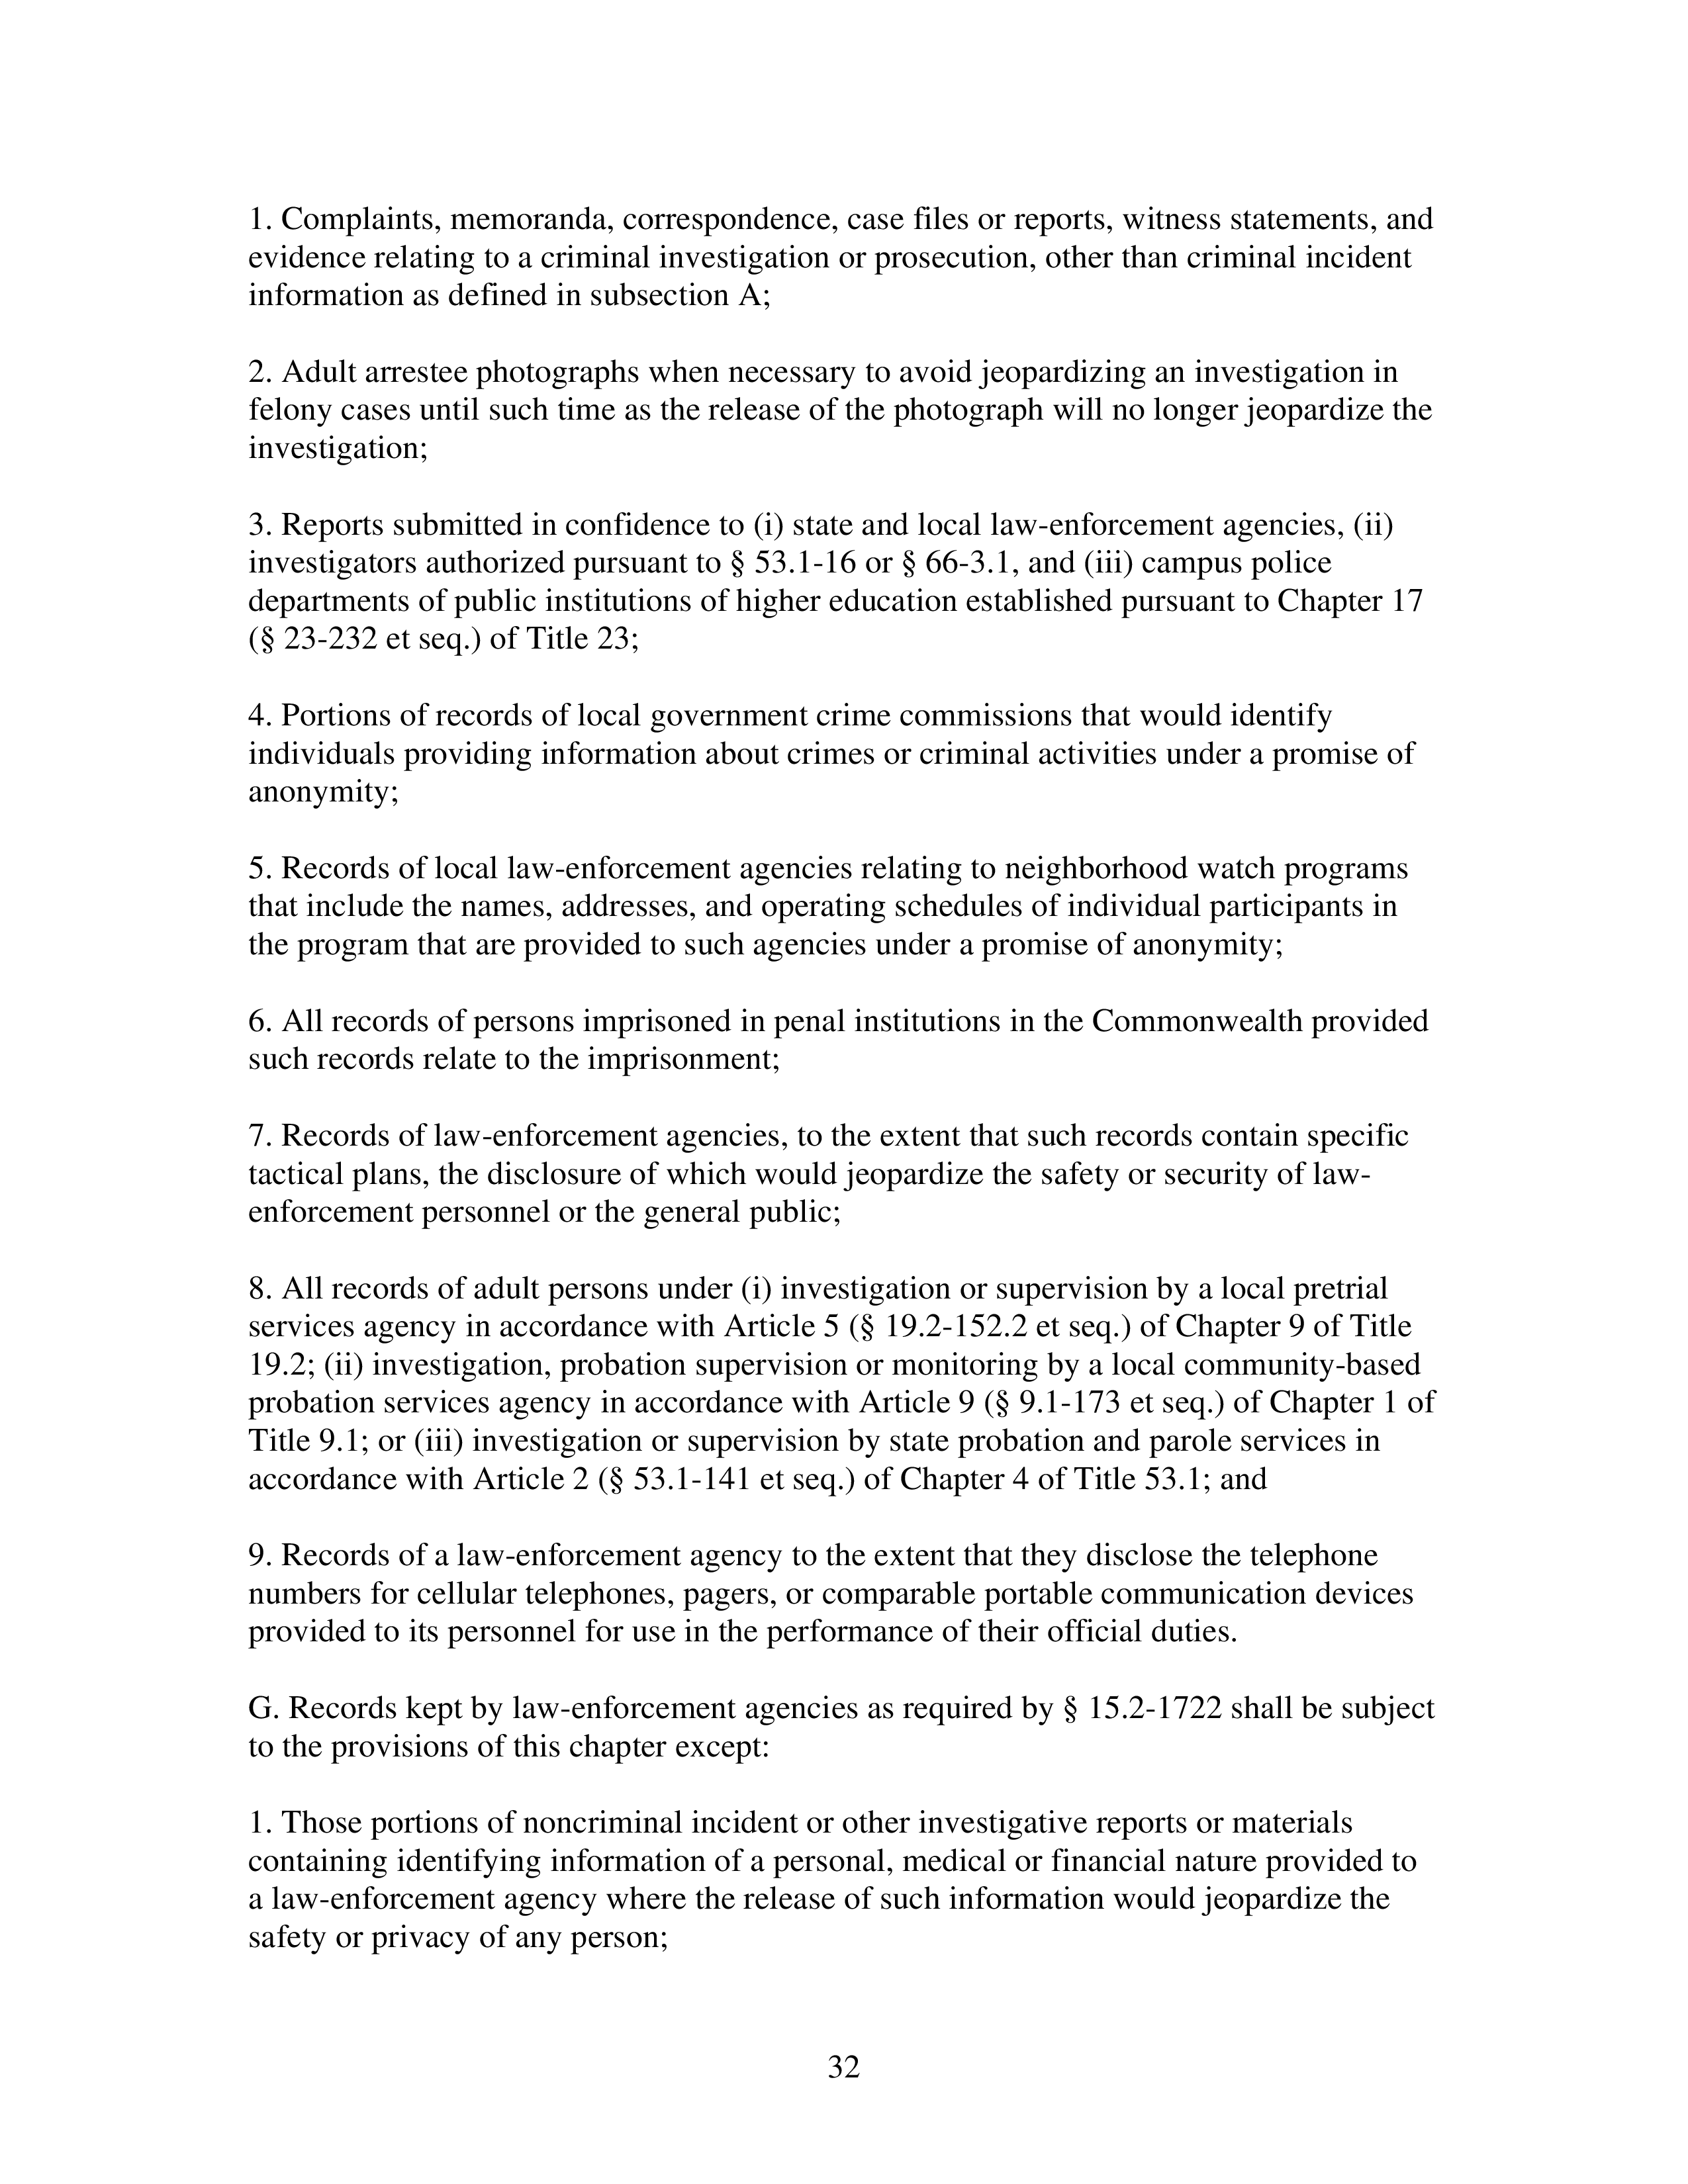 1. Complaints, memoranda, correspondence, case files or reports, witness statements, and
evidence relating to a criminal investigation or prosecution, other than criminal incident
information as defined in subsection A;
2. Adult arrestee photographs when necessary to avoid jeopardizing an investigation in
felony cases until such time as the release of the photograph will no longer jeopardize the
investigation;
3. Reports submitted in confidence to (i) state and local law-enforcement agencies, (ii)
investigators authorized pursuant to § 53.1-16 or § 66-3.1, and (iii) campus police
departments of public institutions of higher education established pursuant to Chapter 17
(§ 23-232 et seq.) of Title 23;
4. Portions of records of local government crime commissions that would identify
individuals providing information about crimes or criminal activities under a promise of
anonymity;
5. Records of local law-enforcement agencies relating to neighborhood watch programs
that include the names, addresses, and operating schedules of individual participants in
the program that are provided to such agencies under a promise of anonymity;
6. All records of persons imprisoned in penal institutions in the Commonwealth provided
such records relate to the imprisonment;
7. Records of law-enforcement agencies, to the extent that such records contain specific
tactical plans, the disclosure of which would jeopardize the safety or security of law-
enforcement personnel or the general public;
8. All records of adult persons under (i) investigation or supervision by a local pretrial
services agency in accordance with Article 5 (§ 19.2-152.2 et seq.) of Chapter 9 of Title
19.2; (ii) investigation, probation supervision or monitoring by a local community-based
probation services agency in accordance with Article 9 (§ 9.1-173 et seq.) of Chapter 1 of
Title 9.1; or (iii) investigation or supervision by state probation and parole services in
accordance with Article 2 (§ 53.1-141 et seq.) of Chapter 4 of Title 53.1; and
9. Records of a law-enforcement agency to the extent that they disclose the telephone
numbers for cellular telephones, pagers, or comparable portable communication devices
provided to its personnel for use in the performance of their official duties.
G. Records kept by law-enforcement agencies as required by § 15.2-1722 shall be subject
to the provisions of this chapter except:
1. Those portions of noncriminal incident or other investigative reports or materials
containing identifying information of a personal, medical or financial nature provided to
a law-enforcement agency where the release of such information would jeopardize the
safety or privacy of any person;
32